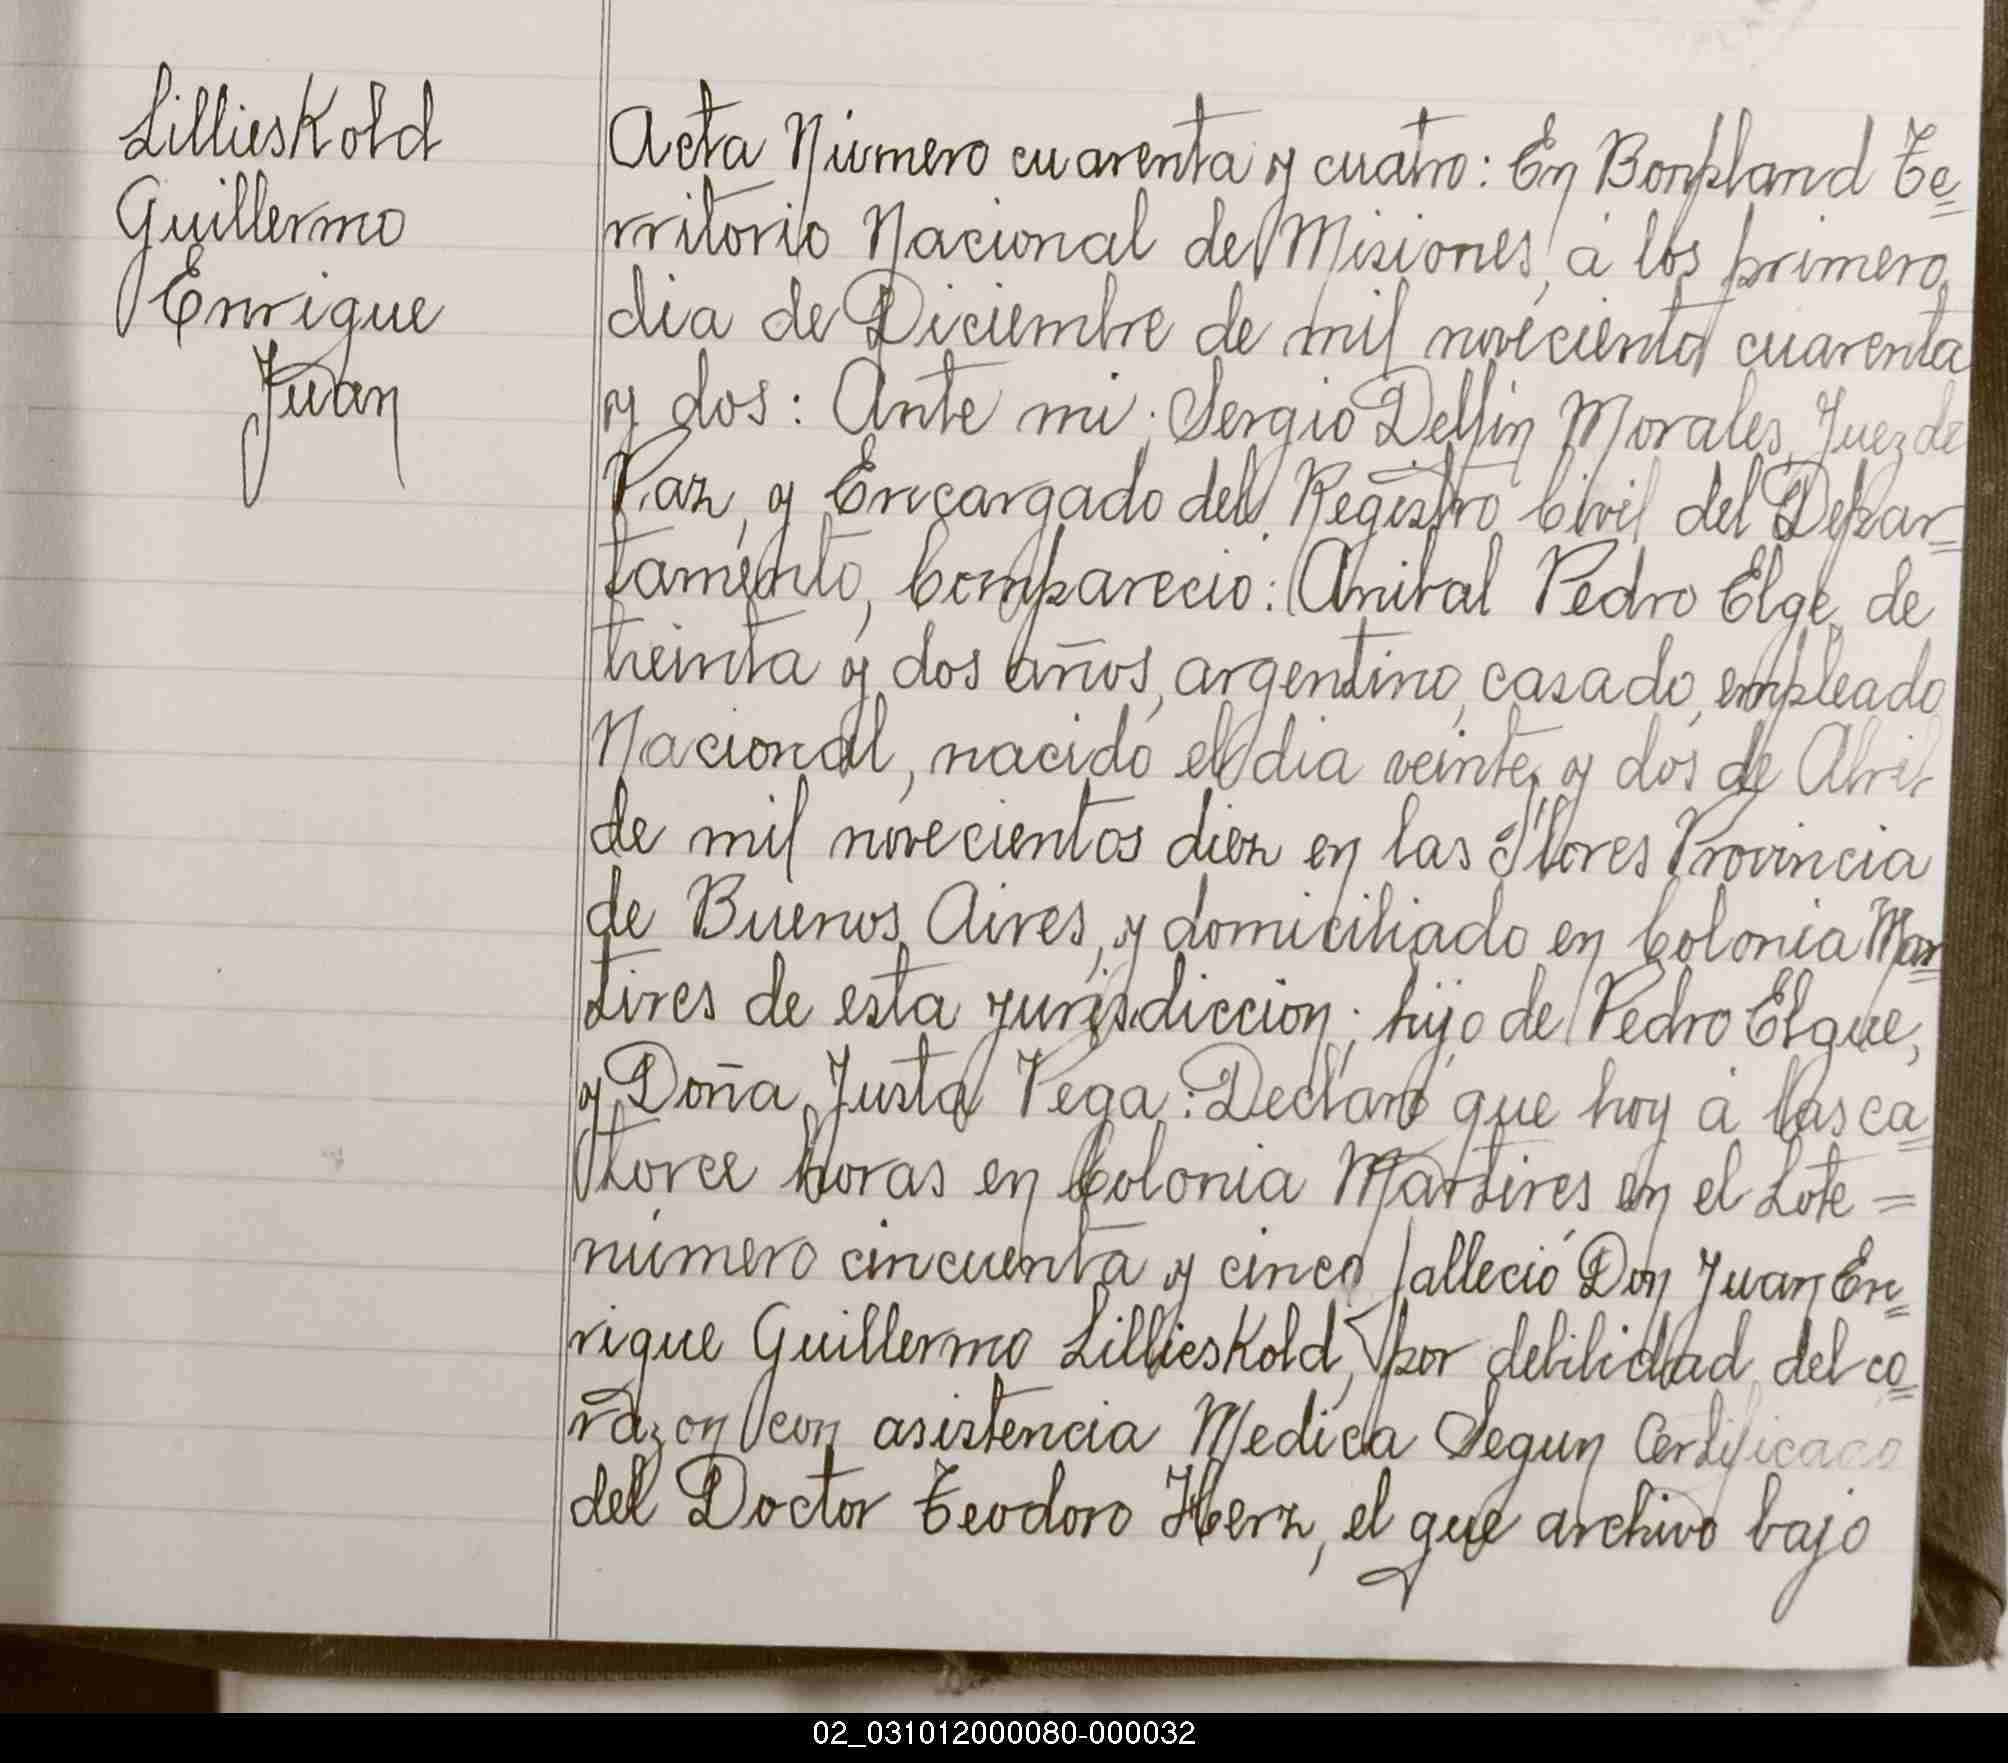 Lillieskold
Guillermo
Enrique
Juan
Acta Número cuarenta y cuatro: En Bonpland Te=
rritorio Nacional de Misiones, á los primero
dia de Diciembre de mil novecientos cuarenta
y dos: Ante mi: Sergio Delfin Morales, Juez de
Paz, y Encargado del Registro Civil del Depar=
tamento, Comparecio: Anibal Pedro Elge, de
treinta y dos años, argentino, casado, empleado
Nacional, nacido el dia veinte y dos de Abril
de mil novecientos diez en las Flores Provincia
de Buenos Aires, y domiciliado en Colonia Mar=
tires de esta jurisdiccion; hijo de Pedro Elgue,
y Doña Justa Vega: Declaró que hoy á las ca=
torce horas en Colonia Martires en el Lote =
número cincuenta y cinco falleció Don Juan En=
rique Guillermo Lillieskold, por debilidad del co=
razon con asistencia Medica Segun Certificado
del Doctor Teodoro Herz, el que archivo bajo
02_031012000080-000032